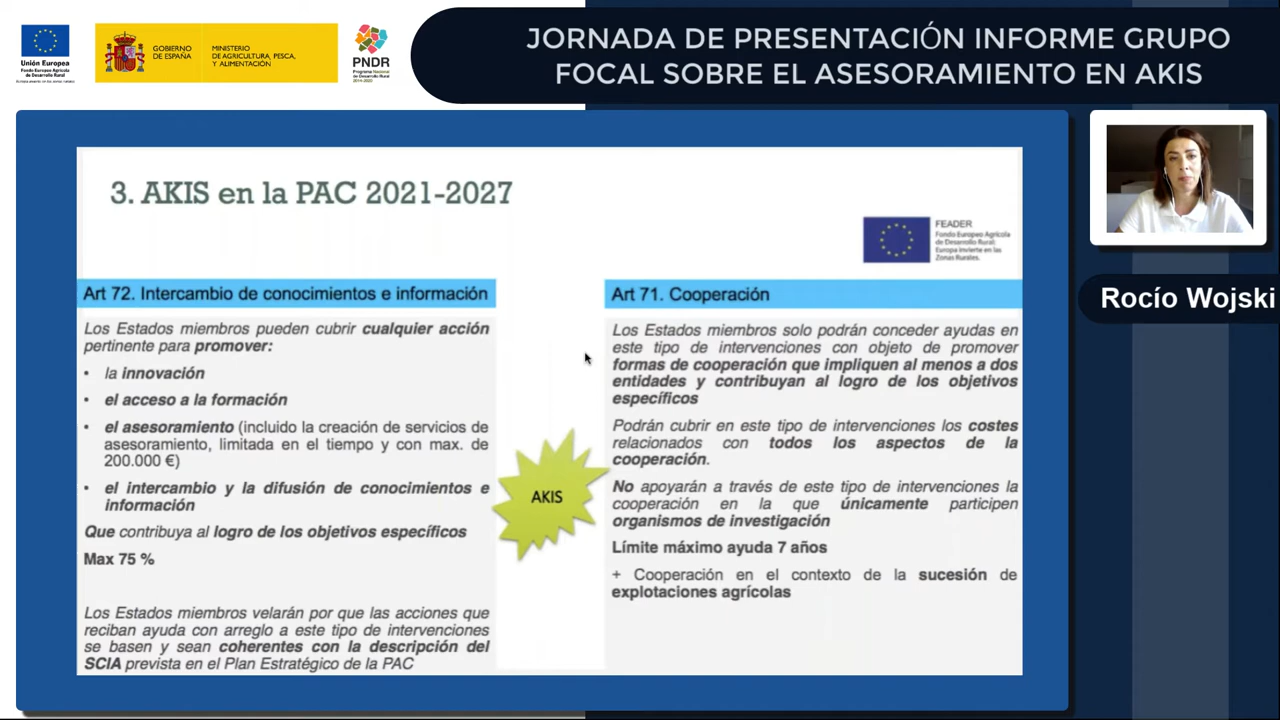 Unión Europea
Fondo Europeo Agrícola
de Desarrollo Rural
GOBIERNO
DE ESPAÑA
MINISTERIO
DE AGRICULTURA, PESCA,
Y ALIMENTACIÓN
PNDR
Programa Nacional
de Desarrollo Rural
2014-2020
JORNADA DE PRESENTACIÓN INFORME GRUPO
FOCAL SOBRE EL ASESORAMIENTO EN AKIS
3. AKIS en la PAC 2021-2027
FEADER
Fondo Europeo Agrícola
de Desarrollo Rural:
Europa invierte en las
Zonas Rurales.
Art 72. Intercambio de conocimientos e información
Los Estados miembros pueden cubrir cualquier acción
pertinente para promover:
• la innovación
• el acceso a la formación
• el asesoramiento (incluido la creación de servicios de
asesoramiento, limitada en el tiempo y con max. de
200.000 €)
• el intercambio y la difusión de conocimientos e
información
Que contribuya al logro de los objetivos específicos
Max 75 %
Los Estados miembros velarán por que las acciones que
reciban ayuda con arreglo a este tipo de intervenciones
se basen y sean coherentes con la descripción del
SCIA prevista en el Plan Estratégico de la PAC
AKIS
Art 71. Cooperación
Los Estados miembros solo podrán conceder ayudas en
este tipo de intervenciones con objeto de promover
formas de cooperación que impliquen al menos a dos
entidades y contribuyan al logro de los objetivos
específicos
Podrán cubrir en este tipo de intervenciones los costes
relacionados con todos los aspectos de la
cooperación.
No apoyarán a través de este tipo de intervenciones la
cooperación en la que únicamente participen
organismos de investigación
Límite máximo ayuda 7 años
+ Cooperación en el contexto de la sucesión de
explotaciones agrícolas
Rocío Wojski